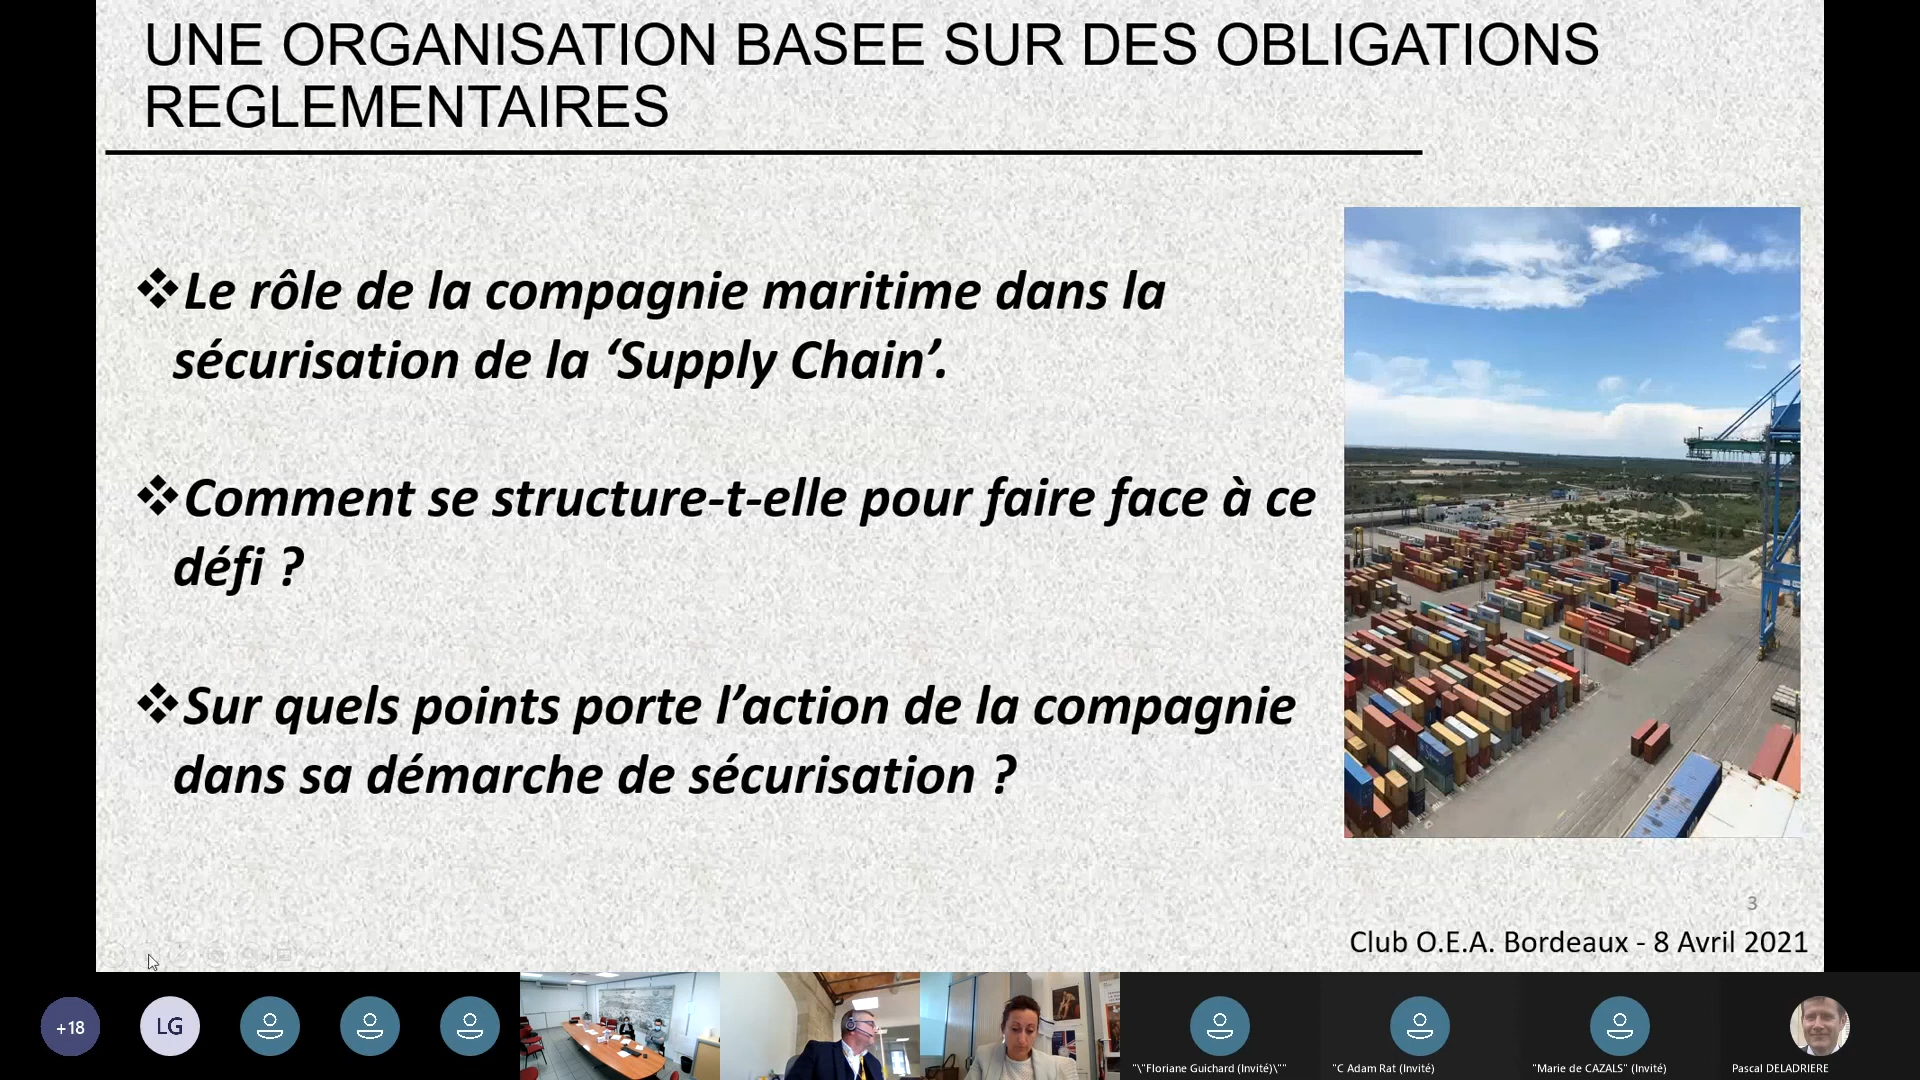 UNE ORGANISATION BASEE SUR DES OBLIGATIONS
REGLEMENTAIRES
❖Le rôle de la compagnie maritime dans la
sécurisation de la ‘Supply Chain’.
❖Comment se structure-t-elle pour faire face à ce
défi ?
❖Sur quels points porte l’action de la compagnie
dans sa démarche de sécurisation ?
3
Club O.E.A. Bordeaux - 8 Avril 2021
+18
LG
"\"Floriane Guichard (Invité)\""
"C Adam Rat (Invité)
"Marie de CAZALS" (Invité)
Pascal DELADRIERE